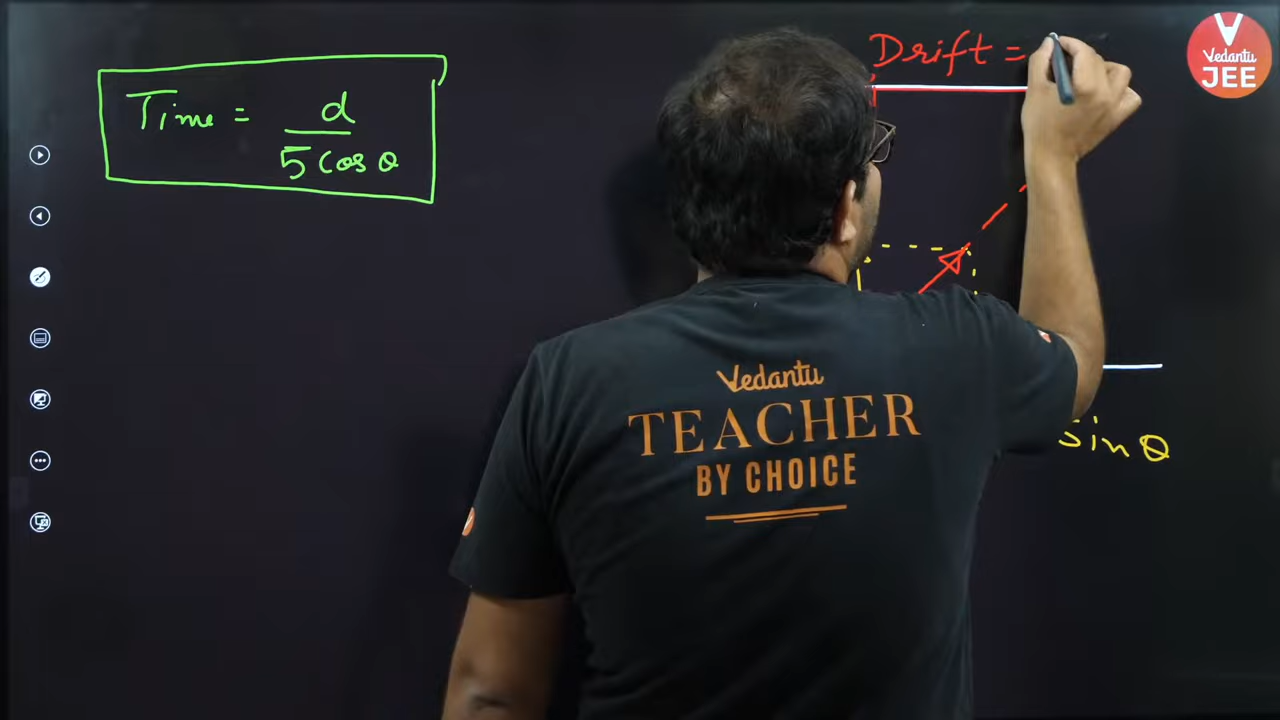 Time = d
5 cos θ
Drift =
Vedantu
JEE
sin θ
Vedantu
TEACHER
BY CHOICE